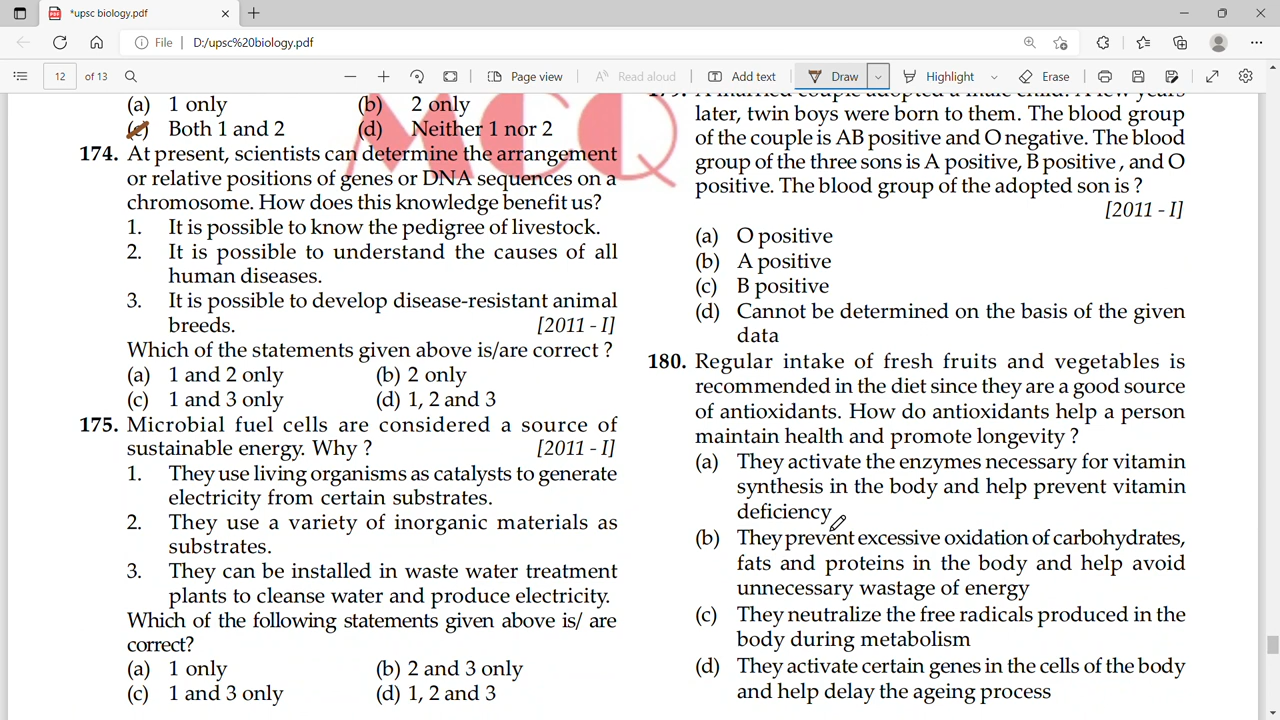 *upsc biology.pdf
File D:/upsc%20biology.pdf
12 of 13 Page view Read aloud Add text Draw Highlight Erase
(a) 1 only (b) 2 only
(c) Both 1 and 2 (d) Neither 1 nor 2
MCQ
174. At present, scientists can determine the arrangement
or relative positions of genes or DNA sequences on a
chromosome. How does this knowledge benefit us?
1. It is possible to know the pedigree of livestock.
2. It is possible to understand the causes of all
human diseases.
3. It is possible to develop disease-resistant animal
breeds. [2011 - I]
Which of the statements given above is/are correct ?
(a) 1 and 2 only (b) 2 only
(c) 1 and 3 only (d) 1, 2 and 3
175. Microbial fuel cells are considered a source of
sustainable energy. Why ? [2011 - I]
1. They use living organisms as catalysts to generate
electricity from certain substrates.
2. They use a variety of inorganic materials as
substrates.
3. They can be installed in waste water treatment
plants to cleanse water and produce electricity.
Which of the following statements given above is/ are
correct?
(a) 1 only (b) 2 and 3 only
(c) 1 and 3 only (d) 1, 2 and 3
179. A married couple adopted a male child. A few years
later, twin boys were born to them. The blood group
of the couple is AB positive and O negative. The blood
group of the three sons is A positive, B positive , and O
positive. The blood group of the adopted son is ?
[2011 - I]
(a) O positive
(b) A positive
(c) B positive
(d) Cannot be determined on the basis of the given
data
180. Regular intake of fresh fruits and vegetables is
recommended in the diet since they are a good source
of antioxidants. How do antioxidants help a person
maintain health and promote longevity ?
(a) They activate the enzymes necessary for vitamin
synthesis in the body and help prevent vitamin
deficiency
(b) They prevent excessive oxidation of carbohydrates,
fats and proteins in the body and help avoid
unnecessary wastage of energy
(c) They neutralize the free radicals produced in the
body during metabolism
(d) They activate certain genes in the cells of the body
and help delay the ageing process